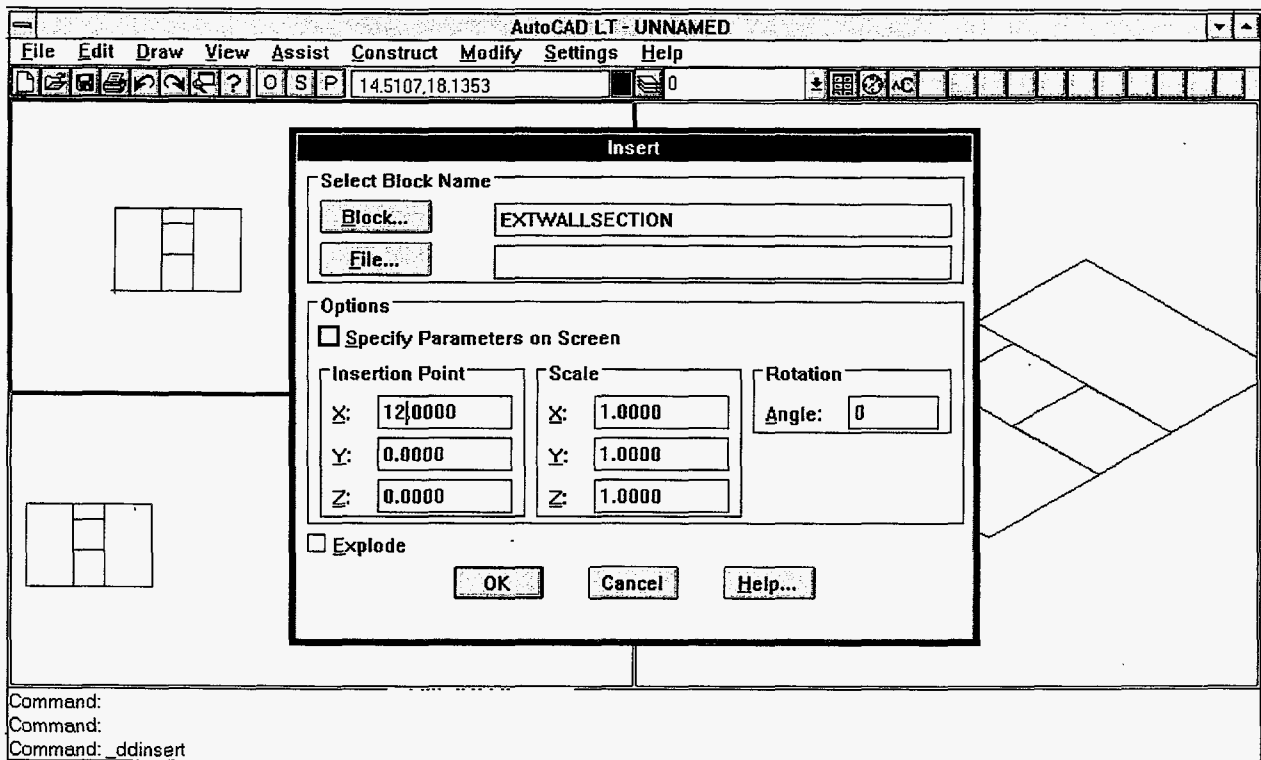 AutoCAD LT - UNNAMED
File Edit Draw View Assist Construct Modify Settings Help
? O S P 14.5107,18.1353 0 ^C
Insert
Select Block Name
Block... EXTWALLSECTION
File...
Options
Specify Parameters on Screen
Insertion Point Scale Rotation
X: 12.0000 X: 1.0000 Angle: 0
Y: 0.0000 Y: 1.0000
Z: 0.0000 Z: 1.0000
Explode
OK Cancel Help...
Command:
Command:
Command: _ddinsert